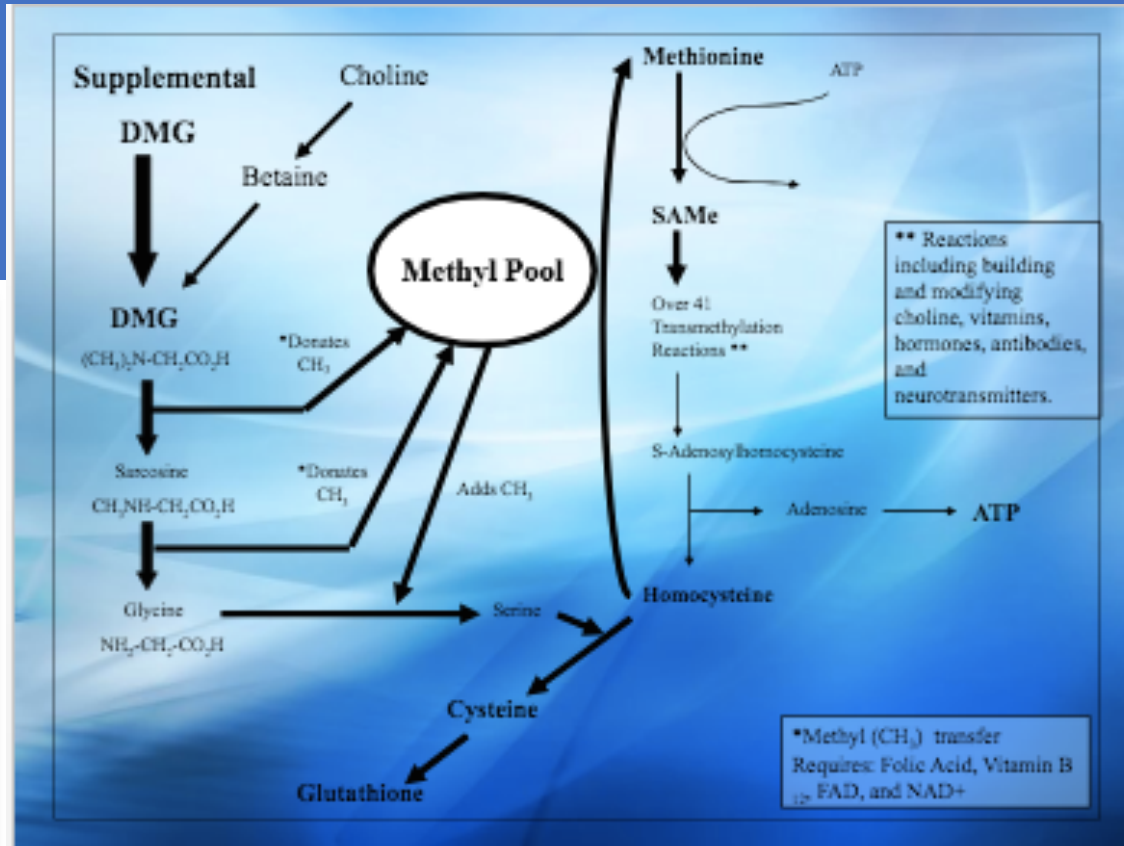 Supplemental
DMG
Choline
Betaine
DMG
(CH₃)₂N-CH₂CO₂H
*Donates
CH₃
Sarcosine
CH₃NH-CH₂CO₂H
*Donates
CH₃
Glycine
NH₂-CH₂-CO₂H
Methyl Pool
Adds CH₃
Serine
Cysteine
Glutathione
Methionine
ATP
SAMe
Over 41
Transmethylation
Reactions **
S-Adenosylhomocysteine
Adenosine
ATP
Homocysteine
** Reactions
including building
and modifying
choline, vitamins,
hormones, antibodies,
and
neurotransmitters.
*Methyl (CH₃) transfer
Requires: Folic Acid, Vitamin B
₁₂, FAD, and NAD+